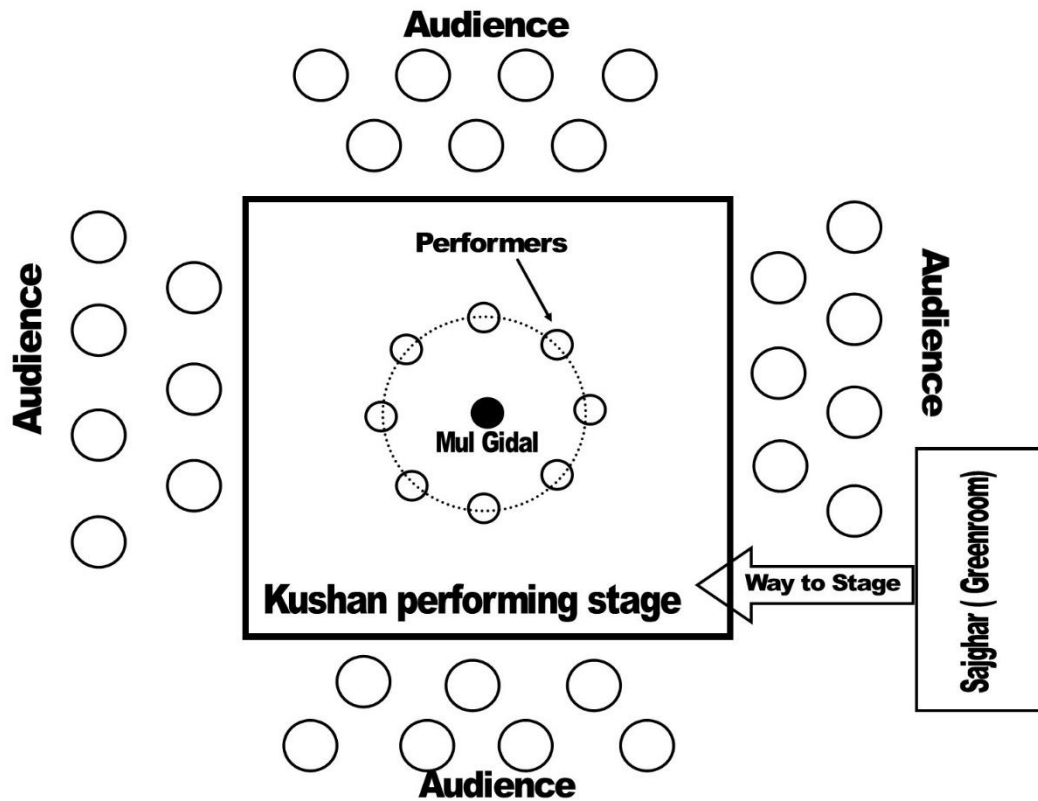 Audience
Performers
Audience
Audience
Mul Gidal
Way to Stage
Kushan performing stage
Sajghar ( Greenroom)
Audience